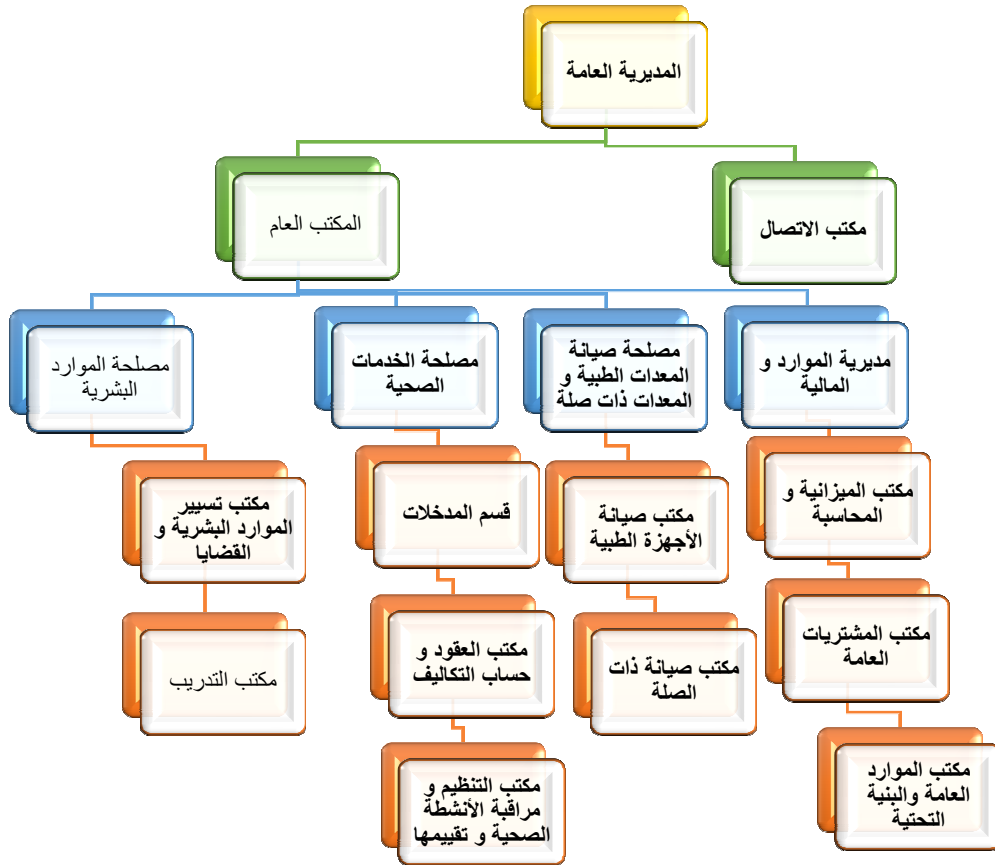 المديرية العامة
مكتب الاتصال
المكتب العام
مديرية الموارد و
المالية
مصلحة صيانة
المعدات الطبية و
المعدات ذات صلة
مصلحة الخدمات
الصحية
مصلحة الموارد
البشرية
مكتب الميزانية و
المحاسبة
مكتب صيانة
الأجهزة الطبية
قسم المدخلات
مكتب تسيير
الموارد البشرية و
القضايا
مكتب المشتريات
العامة
مكتب صيانة ذات
الصلة
مكتب العقود و
حساب التكاليف
مكتب التدريب
مكتب الموارد
العامة والبنية
التحتية
مكتب التنظيم و
مراقبة الأنشطة
الصحية و تقييمها